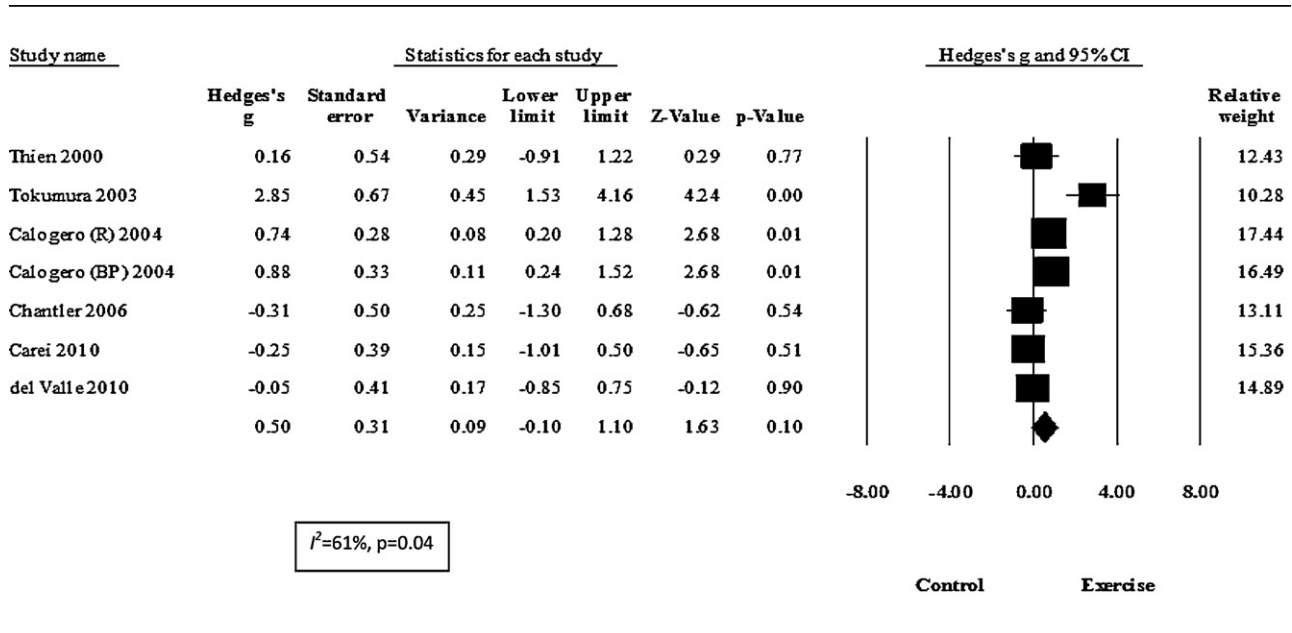 Study name Statistics for each study Hedges's g and 95% CI
Hedges's g Standard error Variance Lower limit Upper limit Z-Value p-Value Relative weight
Thien 2000 0.16 0.54 0.29 -0.91 1.22 0.29 0.77 12.43
Tokumura 2003 2.85 0.67 0.45 1.53 4.16 4.24 0.00 10.28
Calogero (R) 2004 0.74 0.28 0.08 0.20 1.28 2.68 0.01 17.44
Calogero (BP) 2004 0.88 0.33 0.11 0.24 1.52 2.68 0.01 16.49
Chantler 2006 -0.31 0.50 0.25 -1.30 0.68 -0.62 0.54 13.11
Carei 2010 -0.25 0.39 0.15 -1.01 0.50 -0.65 0.51 15.36
del Valle 2010 -0.05 0.41 0.17 -0.85 0.75 -0.12 0.90 14.89
0.50 0.31 0.09 -0.10 1.10 1.63 0.10
-8.00 -4.00 0.00 4.00 8.00
I²=61%, p=0.04
Control Exercise